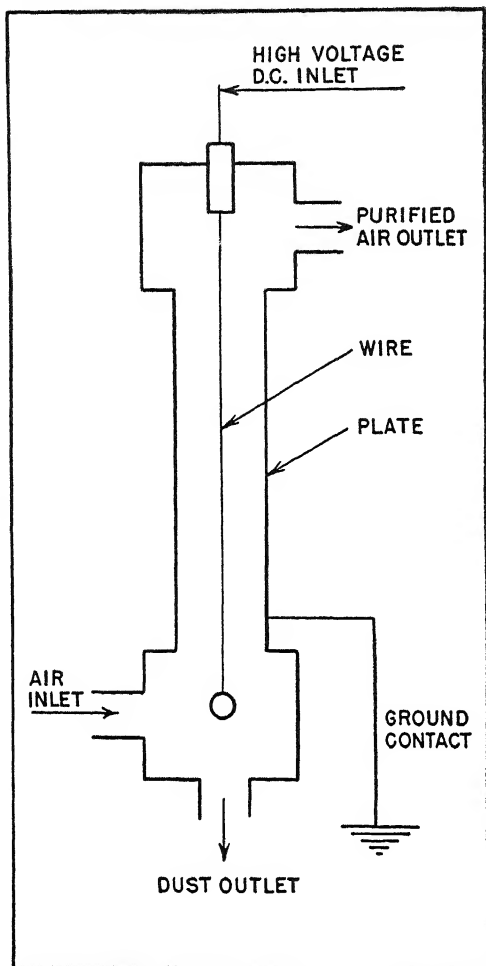 HIGH VOLTAGE
D.C. INLET
PURIFIED
AIR OUTLET
WIRE
PLATE
AIR
INLET
GROUND
CONTACT
DUST OUTLET